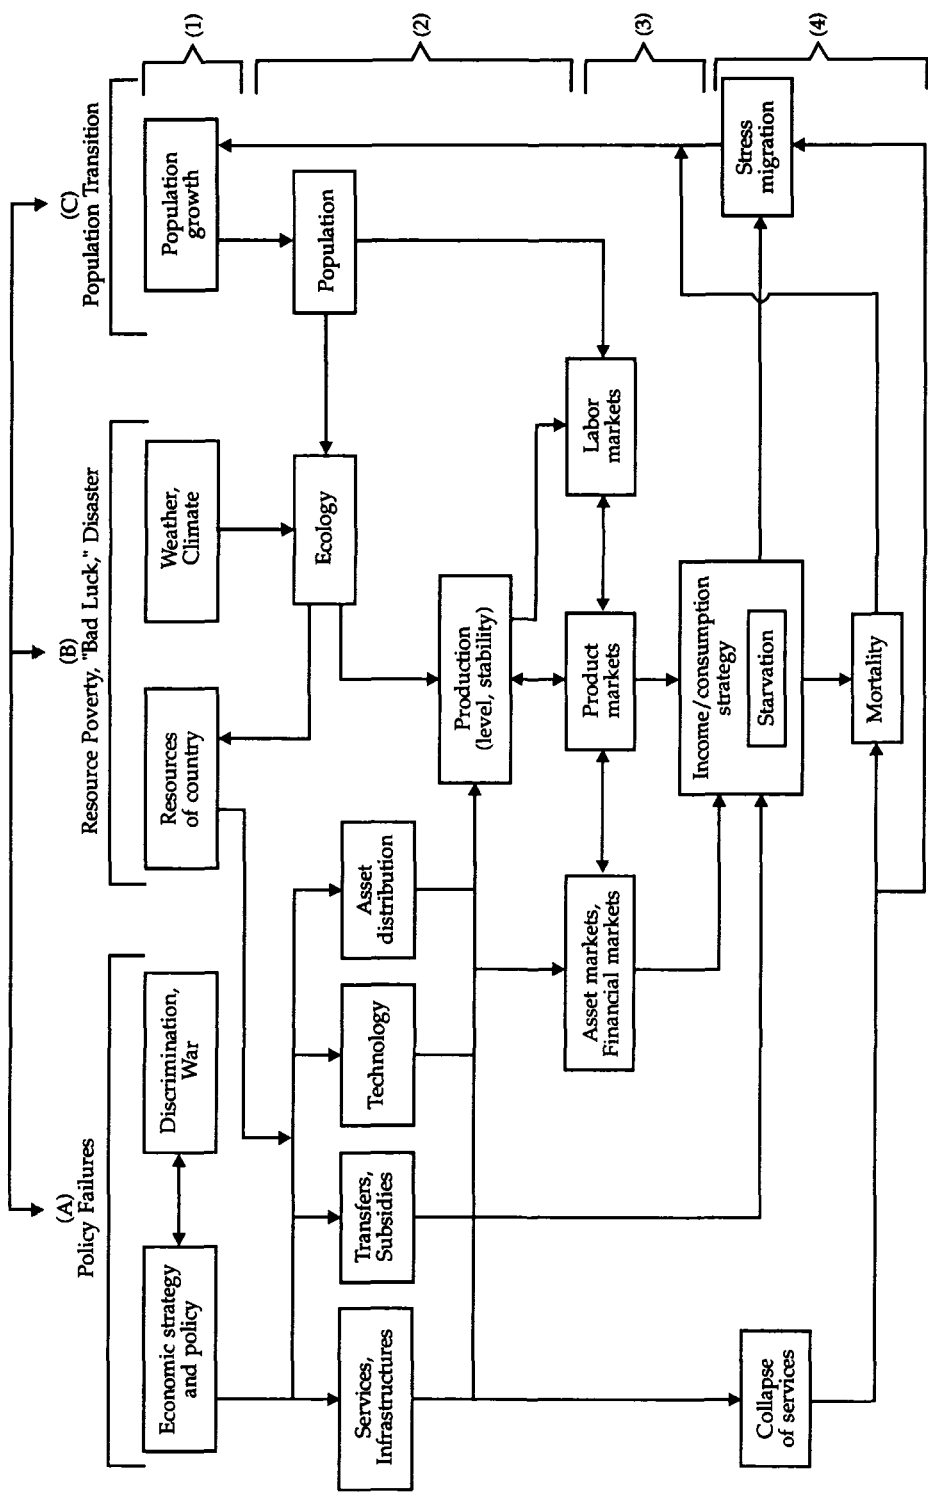 (A)
Policy Failures
(B)
Resource Poverty, "Bad Luck," Disaster
(C)
Population Transition
Economic strategy
and policy
Discrimination,
War
Resources
of country
Weather,
Climate
Population
growth
(1)
Services,
Infrastructures
Transfers,
Subsidies
Technology
Asset
distribution
Ecology
Population
Production
(level, stability)
(2)
Asset markets,
Financial markets
Product
markets
Labor
markets
(3)
Income/consumption
strategy
Starvation
Collapse
of services
Mortality
Stress
migration
(4)